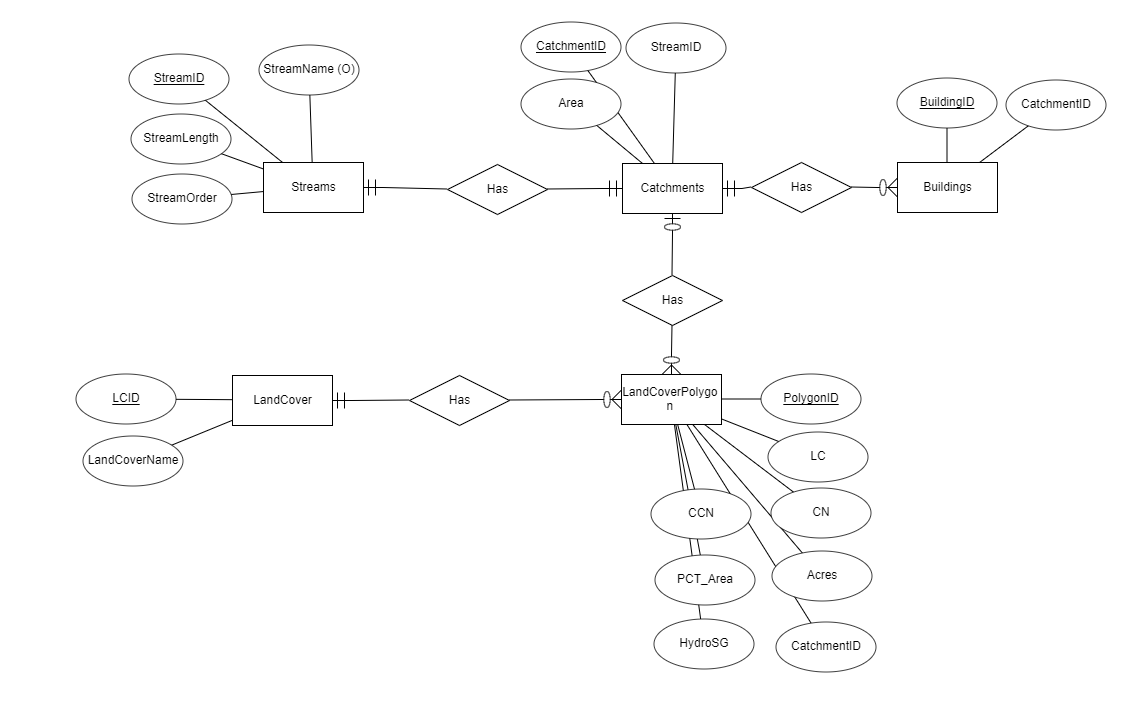 CatchmentID
StreamID
StreamName (O)
StreamID
Area
BuildingID
CatchmentID
StreamLength
StreamOrder
Streams
Has
Catchments
Has
Buildings
Has
LCID
LandCover
Has
LandCoverPolygo
n
PolygonID
LandCoverName
LC
CCN
CN
PCT_Area
Acres
HydroSG
CatchmentID